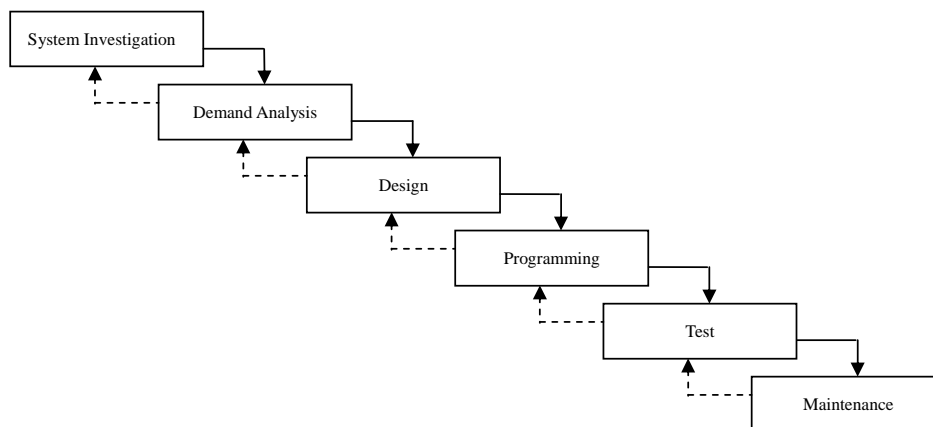 System Investigation
Demand Analysis
Design
Programming
Test
Maintenance